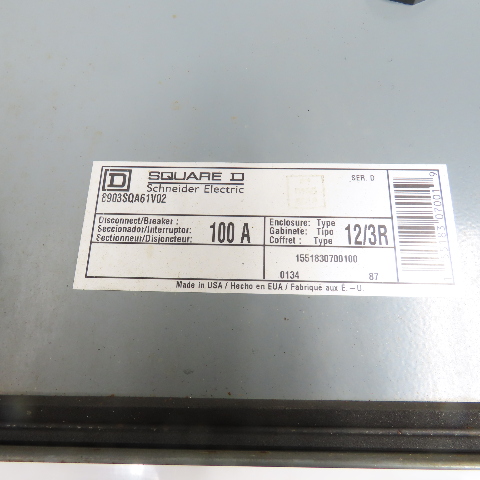 D SQUARE D
Schneider Electric
8903SQA61V02
SER. D
Disconnect/Breaker :
Seccionador/Interruptor:
Sectionneur/Disjoncteur:
100 A
Enclosure: Type
Gabinete: Tipo
Coffret : Type
12/3R
1551830700100
0134 87
Made in USA / Hecho en EUA / Fabriqué aux É.-U.